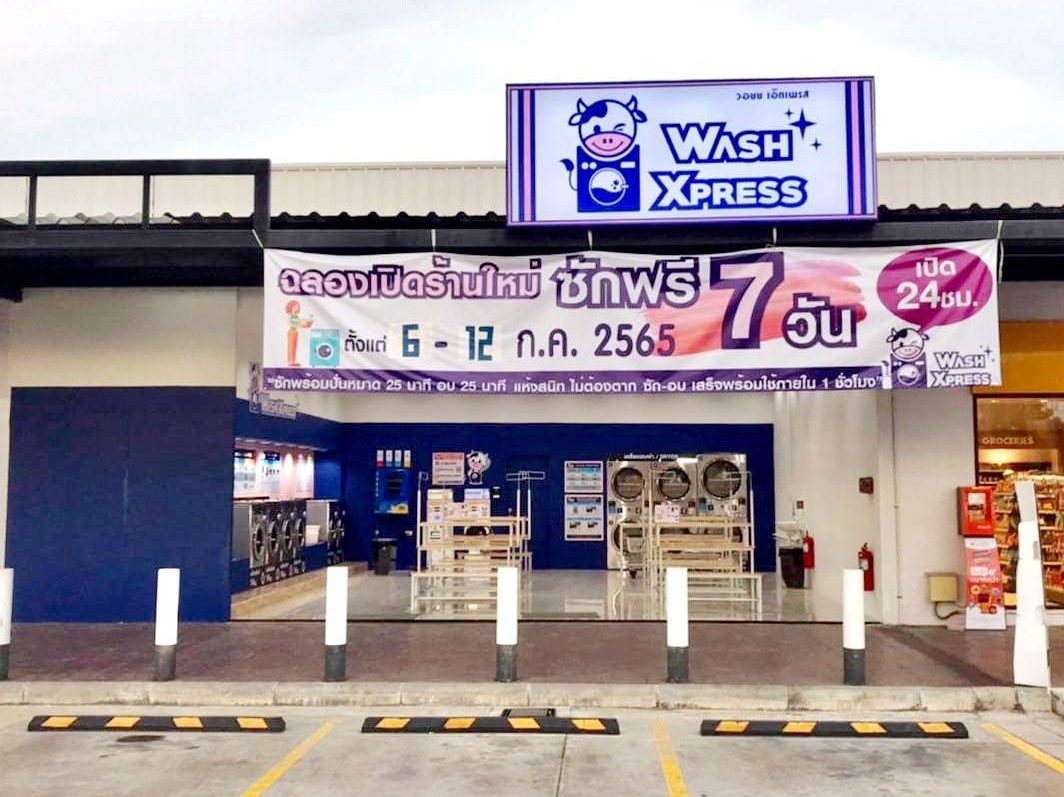 วอชช เอ็กเพรส
WASH
XPRESS
ฉลองเปิดร้านใหม่ ซักฟรี 7 วัน
เปิด
24ชม.
ตั้งแต่ 6 - 12 ก.ค. 2565
WASH
XPRESS
"ซักพร้อมปั่นหมาด 25 นาที อบ 25 นาที แห้งสนิท ไม่ต้องตาก ซัก-อบ เสร็จพร้อมใช้ภายใน 1 ชั่วโมง"
GROCERIES